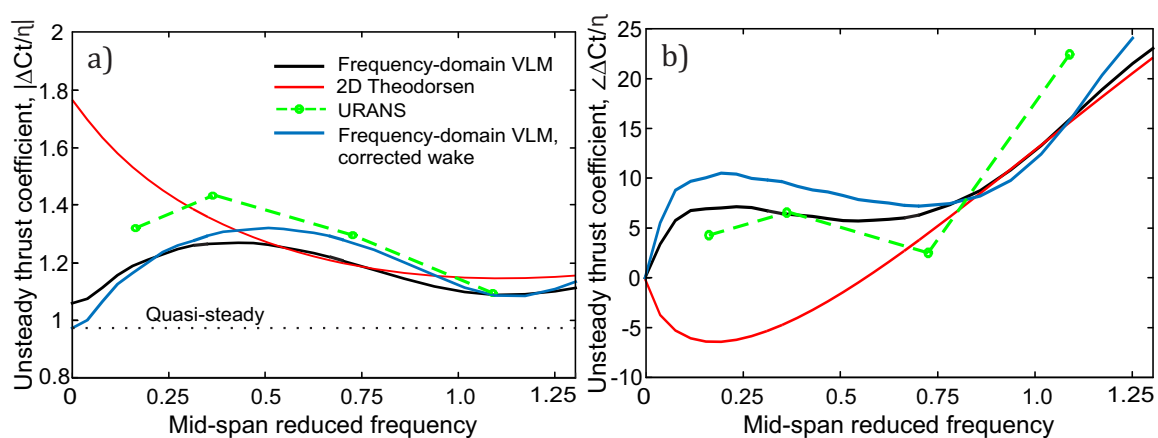 a)
Unsteady thrust coefficient, |ΔCt/η|
2
1.8
1.6
1.4
1.2
1
0.8
Frequency-domain VLM
2D Theodorsen
URANS
Frequency-domain VLM,
corrected wake
Quasi-steady
0 0.25 0.5 0.75 1.0 1.25
Mid-span reduced frequency
b)
Unsteady thrust coefficient, ∠ΔCt/η
25
20
15
10
5
0
-5
-10
0 0.25 0.5 0.75 1.0 1.25
Mid-span reduced frequency